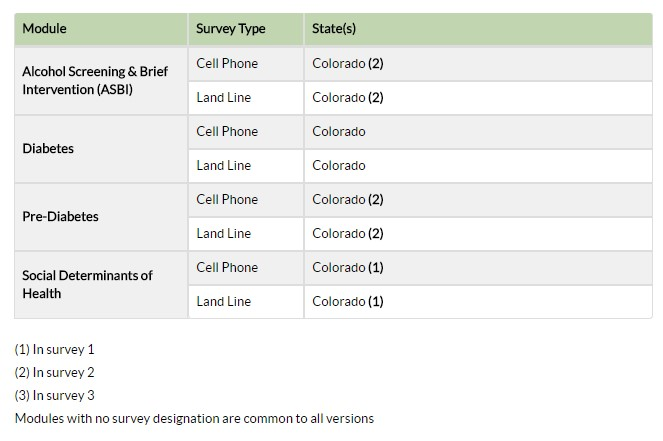 Module Survey Type State(s)
Alcohol Screening & Brief
Intervention (ASBI)
Cell Phone Colorado (2)
Land Line Colorado (2)
Diabetes
Cell Phone Colorado
Land Line Colorado
Pre-Diabetes
Cell Phone Colorado (2)
Land Line Colorado (2)
Social Determinants of
Health
Cell Phone Colorado (1)
Land Line Colorado (1)
(1) In survey 1
(2) In survey 2
(3) In survey 3
Modules with no survey designation are common to all versions